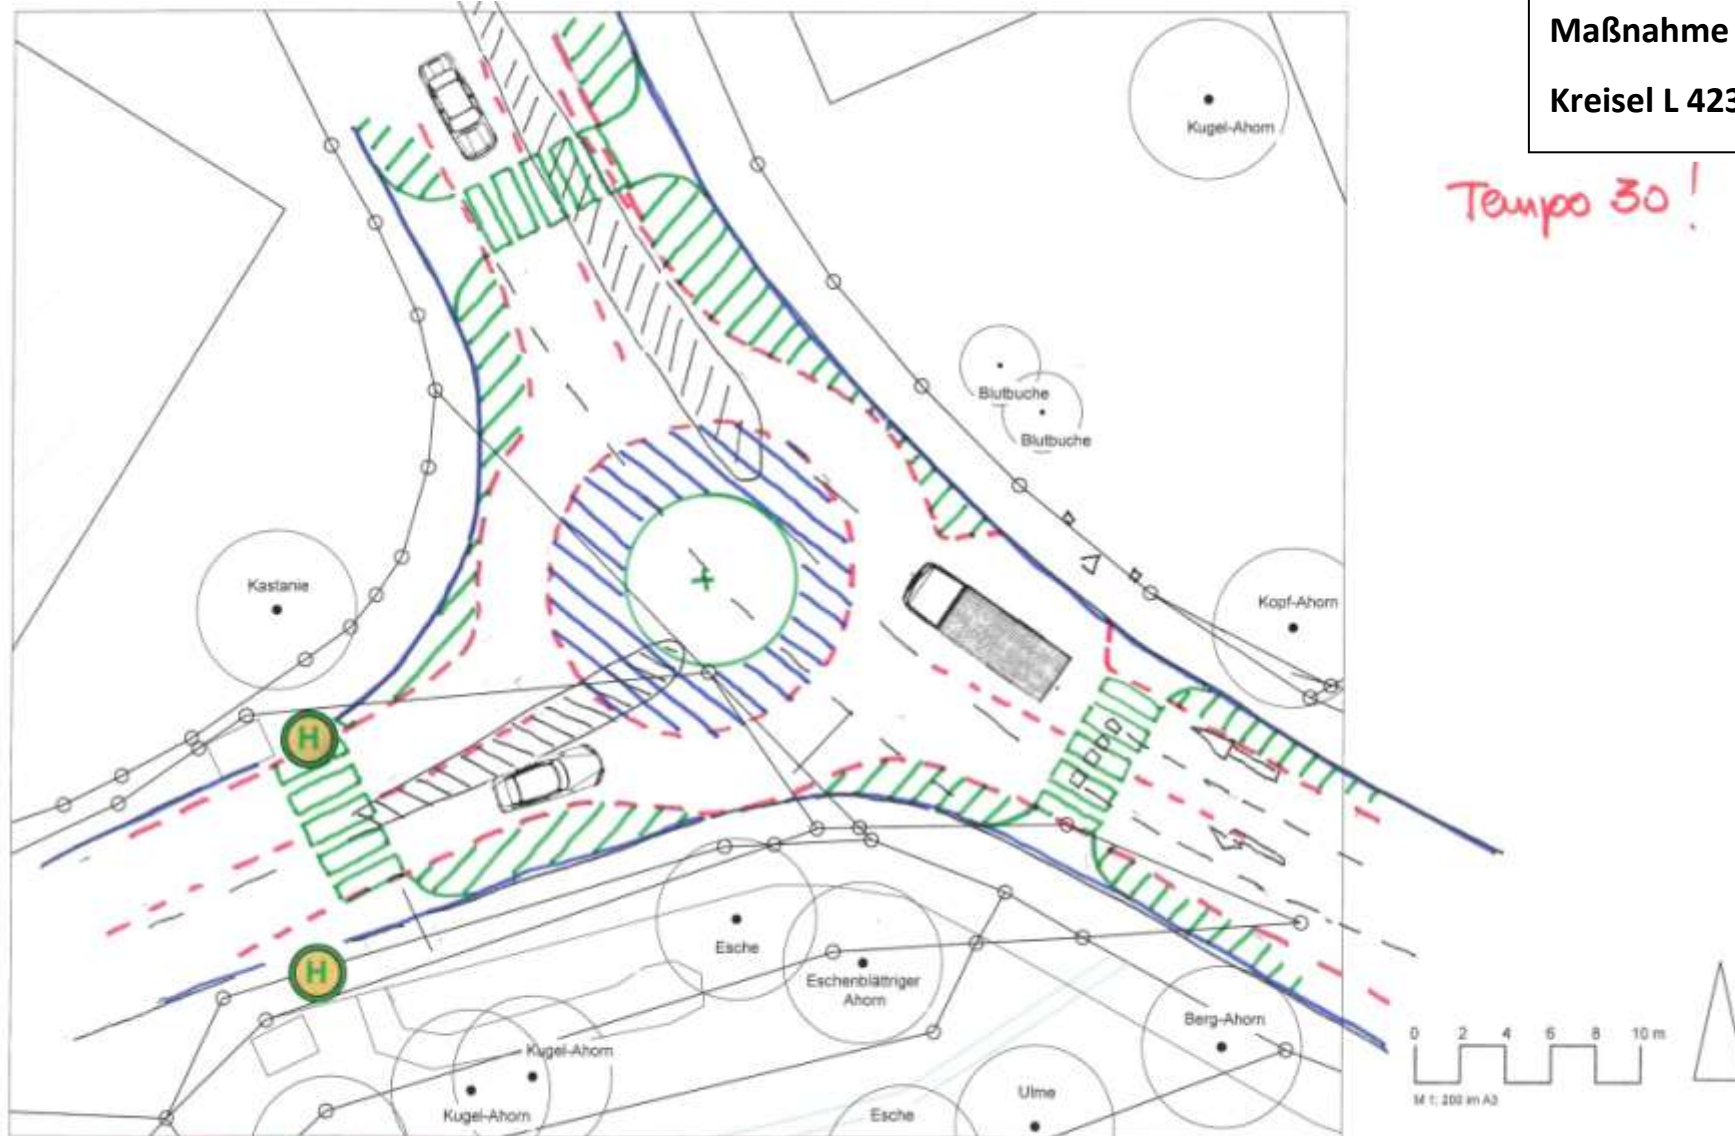 Maßnahme
Kreisel L 423
Tempo 30!
Kugel-Ahorn
Blutbuche
Blutbuche
Kastanie
Kopf-Ahorn
H
H
Esche
Eschenblättriger
Ahorn
Berg-Ahorn
Kugel-Ahorn
Kugel-Ahorn
Ulme
Esche
0 2 4 6 8 10 m
M 1: 200 im A3